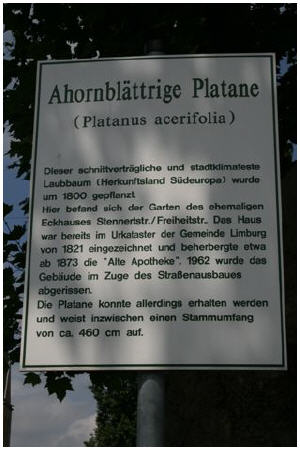 Ahornblättrige Platane
(Platanus acerifolia)
Dieser schnittverträgliche und stadtklimafeste
Laubbaum (Herkunftsland Südeuropa) wurde
um 1800 gepflanzt.
Hier befand sich der Garten des ehemaligen
Eckhauses Stennertstr./Freiheitstr.. Das Haus
war bereits im Urkataster der Gemeinde Limburg
von 1821 eingezeichnet und beherbergte etwa
ab 1873 die "Alte Apotheke". 1962 wurde das
Gebäude im Zuge des Straßenausbaues
abgerissen.
Die Platane konnte allerdings erhalten werden
und weist inzwischen einen Stammumfang
von ca. 460 cm auf.